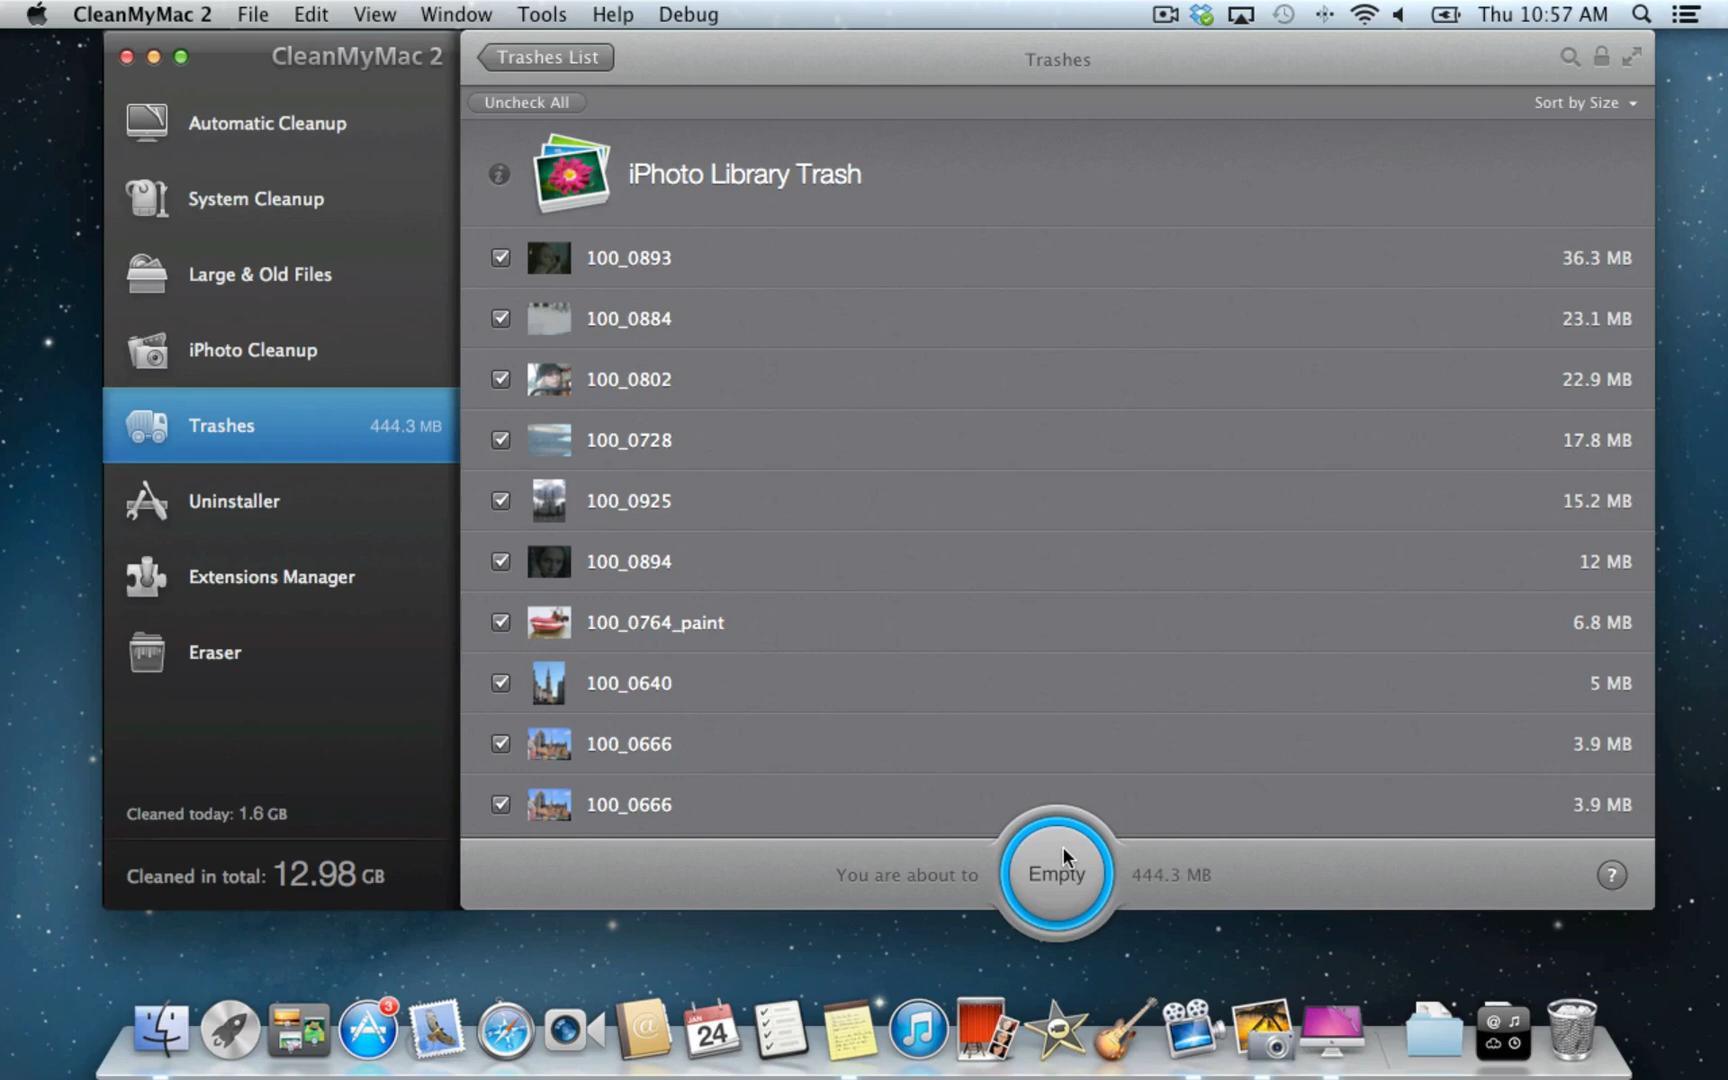 CleanMyMac 2 File Edit View Window Tools Help Debug Thu 10:57 AM
CleanMyMac 2
Automatic Cleanup
System Cleanup
Large & Old Files
iPhoto Cleanup
Trashes 444.3 MB
Uninstaller
Extensions Manager
Eraser
Cleaned today: 1.6 GB
Cleaned in total: 12.98 GB
Trashes List
Trashes
Uncheck All
Sort by Size
iPhoto Library Trash
100_0893 36.3 MB
100_0884 23.1 MB
100_0802 22.9 MB
100_0728 17.8 MB
100_0925 15.2 MB
100_0894 12 MB
100_0764_paint 6.8 MB
100_0640 5 MB
100_0666 3.9 MB
100_0666 3.9 MB
You are about to Empty 444.3 MB
?
3
JAN
24
@